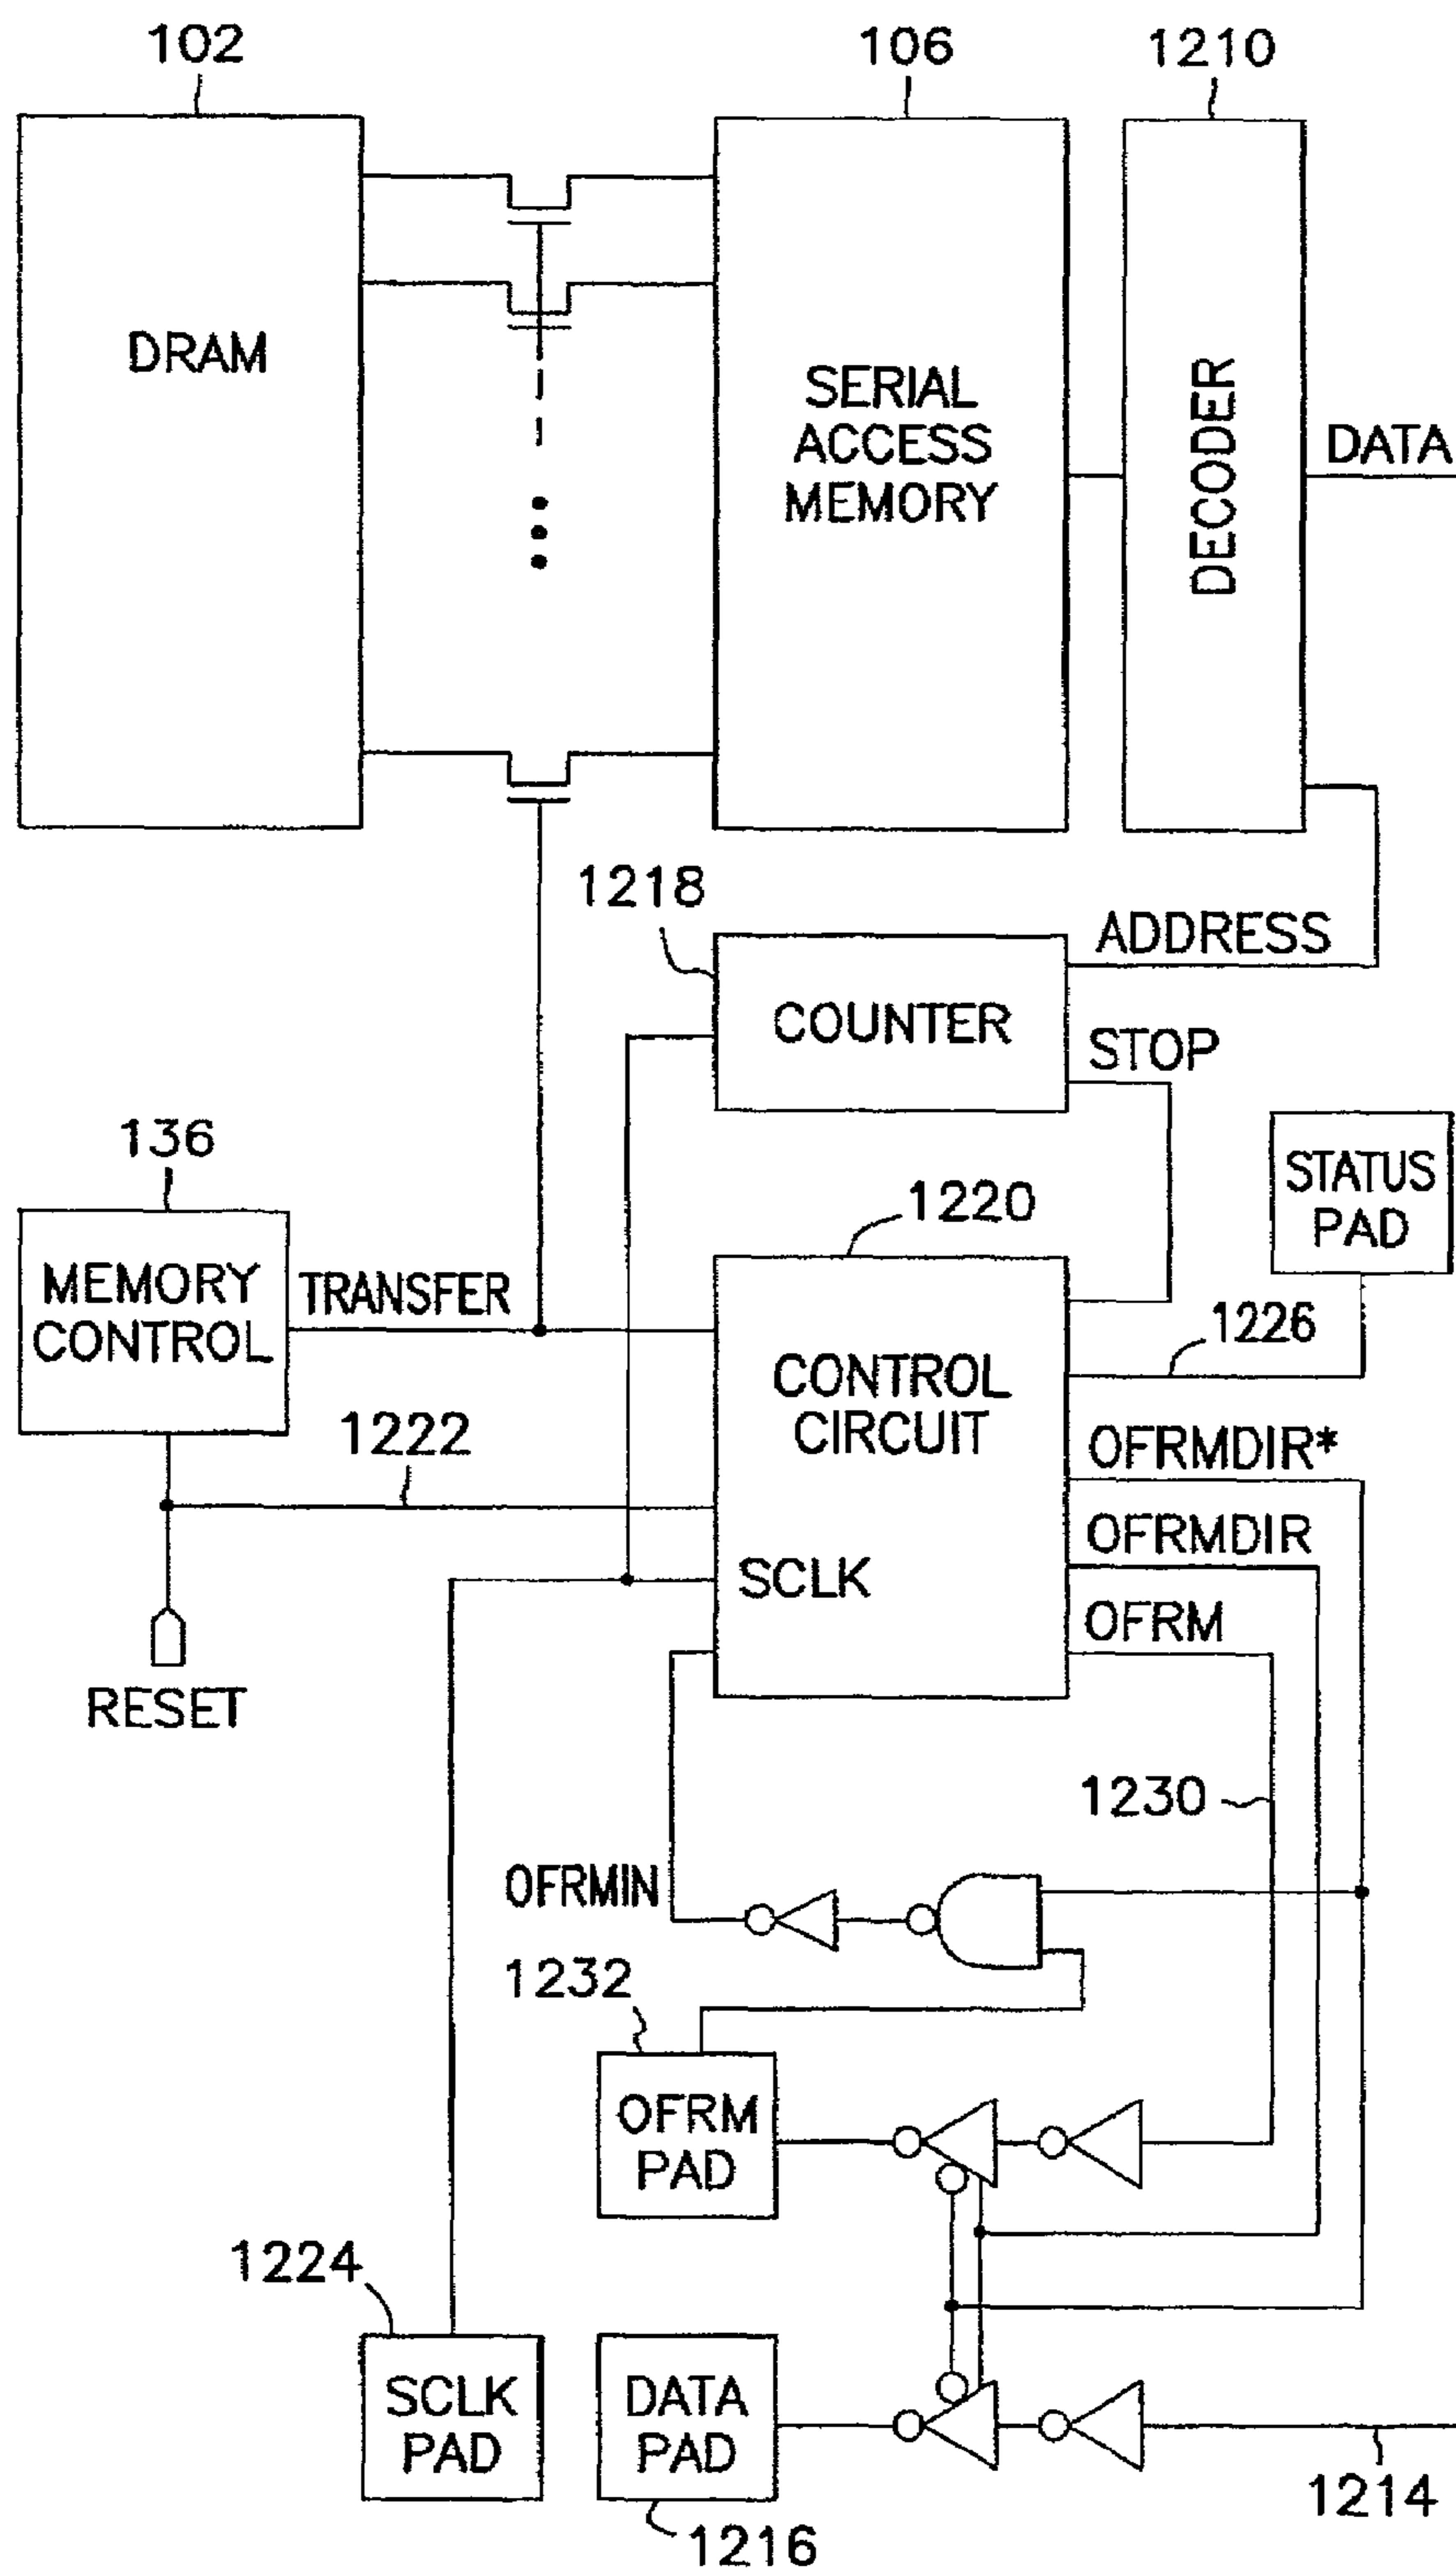 102
106
1210
DRAM
SERIAL
ACCESS
MEMORY
DECODER
DATA
1218
ADDRESS
COUNTER
STOP
136
STATUS
PAD
1220
MEMORY
CONTROL
TRANSFER
1226
CONTROL
CIRCUIT
1222
OFRMDIR*
OFRMDIR
SCLK
OFRM
RESET
1230
OFRMIN
1232
OFRM
PAD
1224
SCLK
PAD
DATA
PAD
1214
1216